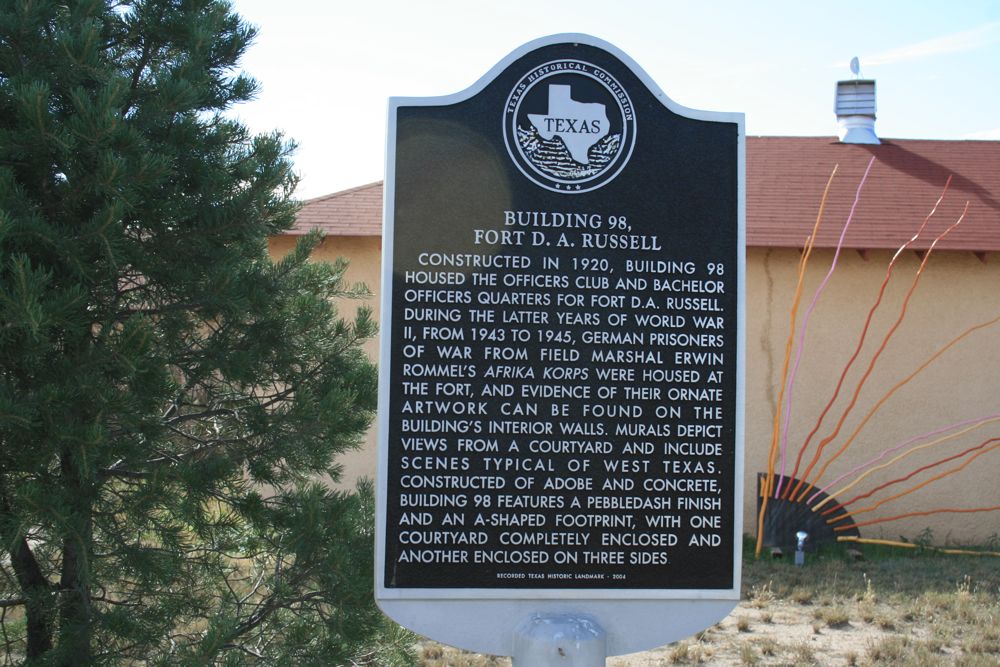 TEXAS HISTORICAL COMMISSION
TEXAS
BUILDING 98,
FORT D. A. RUSSELL
CONSTRUCTED IN 1920, BUILDING 98
HOUSED THE OFFICERS CLUB AND BACHELOR
OFFICERS QUARTERS FOR FORT D.A. RUSSELL.
DURING THE LATTER YEARS OF WORLD WAR
II, FROM 1943 TO 1945, GERMAN PRISONERS
OF WAR FROM FIELD MARSHAL ERWIN
ROMMEL'S AFRIKA KORPS WERE HOUSED AT
THE FORT, AND EVIDENCE OF THEIR ORNATE
ARTWORK CAN BE FOUND ON THE
BUILDING'S INTERIOR WALLS. MURALS DEPICT
VIEWS FROM A COURTYARD AND INCLUDE
SCENES TYPICAL OF WEST TEXAS.
CONSTRUCTED OF ADOBE AND CONCRETE,
BUILDING 98 FEATURES A PEBBLEDASH FINISH
AND AN A-SHAPED FOOTPRINT, WITH ONE
COURTYARD COMPLETELY ENCLOSED AND
ANOTHER ENCLOSED ON THREE SIDES.
RECORDED TEXAS HISTORIC LANDMARK - 2004